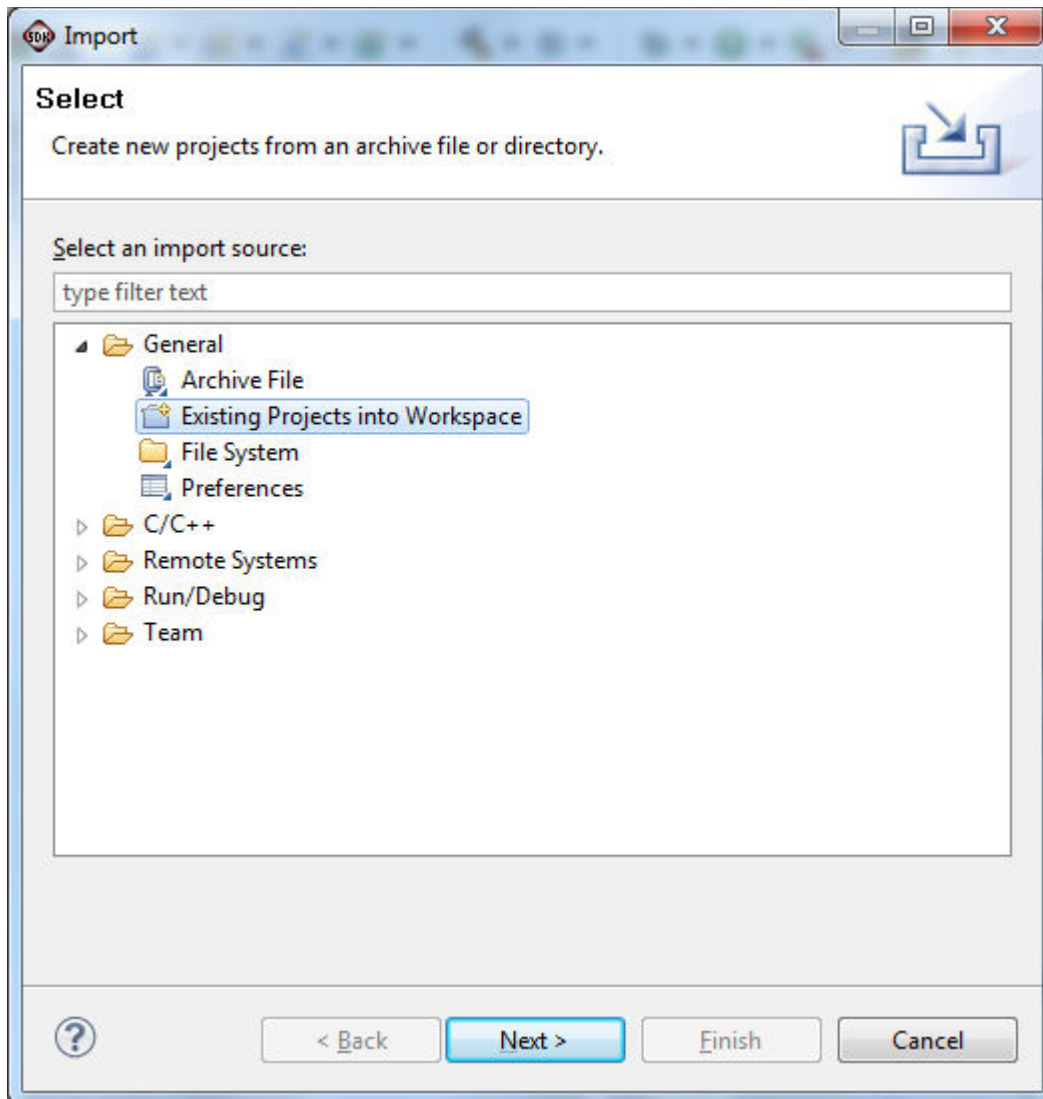 SDK Import
Select
Create new projects from an archive file or directory.
Select an import source:
type filter text
General
Archive File
Existing Projects into Workspace
File System
Preferences
C/C++
Remote Systems
Run/Debug
Team
? < Back Next > Finish Cancel